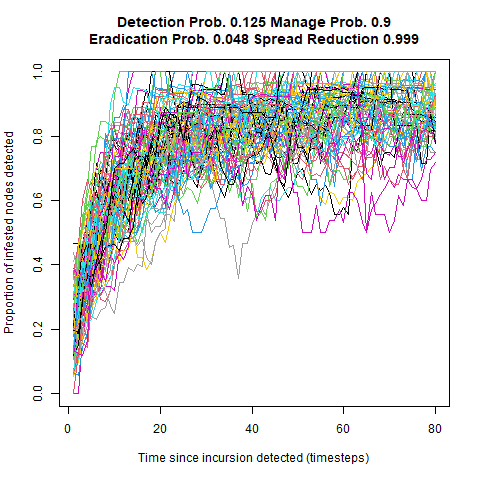 Detection Prob. 0.125 Manage Prob. 0.9
Eradication Prob. 0.048 Spread Reduction 0.999
Proportion of infested nodes detected
1.0
0.8
0.6
0.4
0.2
0.0
0 20 40 60 80
Time since incursion detected (timesteps)